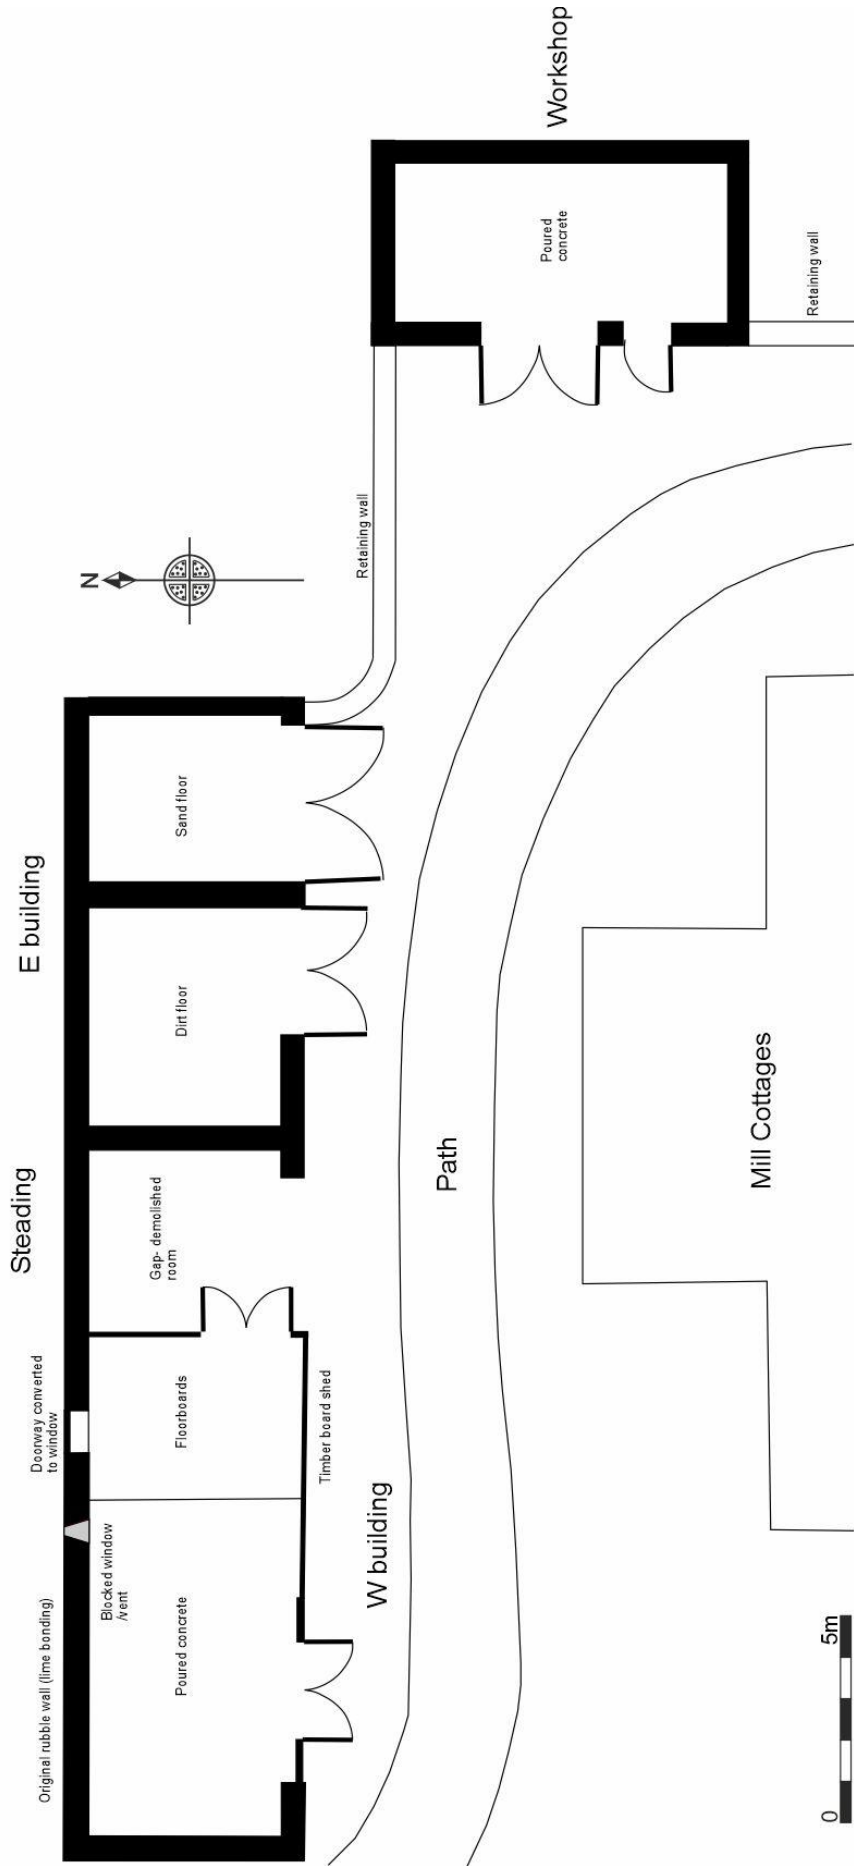 Steading
E building
Workshop
Original rubble wall (lime bonding)
Doorway converted
to window
N
Blocked window
/vent
Poured concrete
Floorboards
Gap- demolished
room
Dirt floor
Sand floor
Timber board shed
Retaining wall
Poured
concrete
W building
Path
Retaining wall
Mill Cottages
0
5m